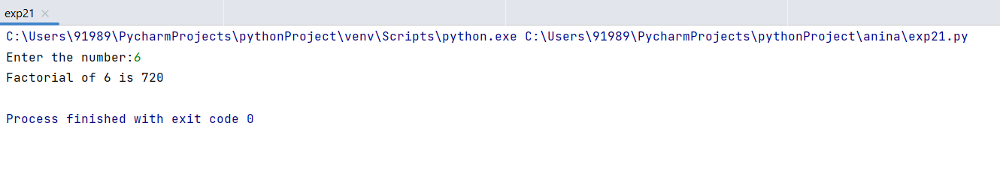 exp21
C:\Users\91989\PycharmProjects\pythonProject\venv\Scripts\python.exe C:\Users\91989\PycharmProjects\pythonProject\anina\exp21.py
Enter the number:6
Factorial of 6 is 720
Process finished with exit code 0